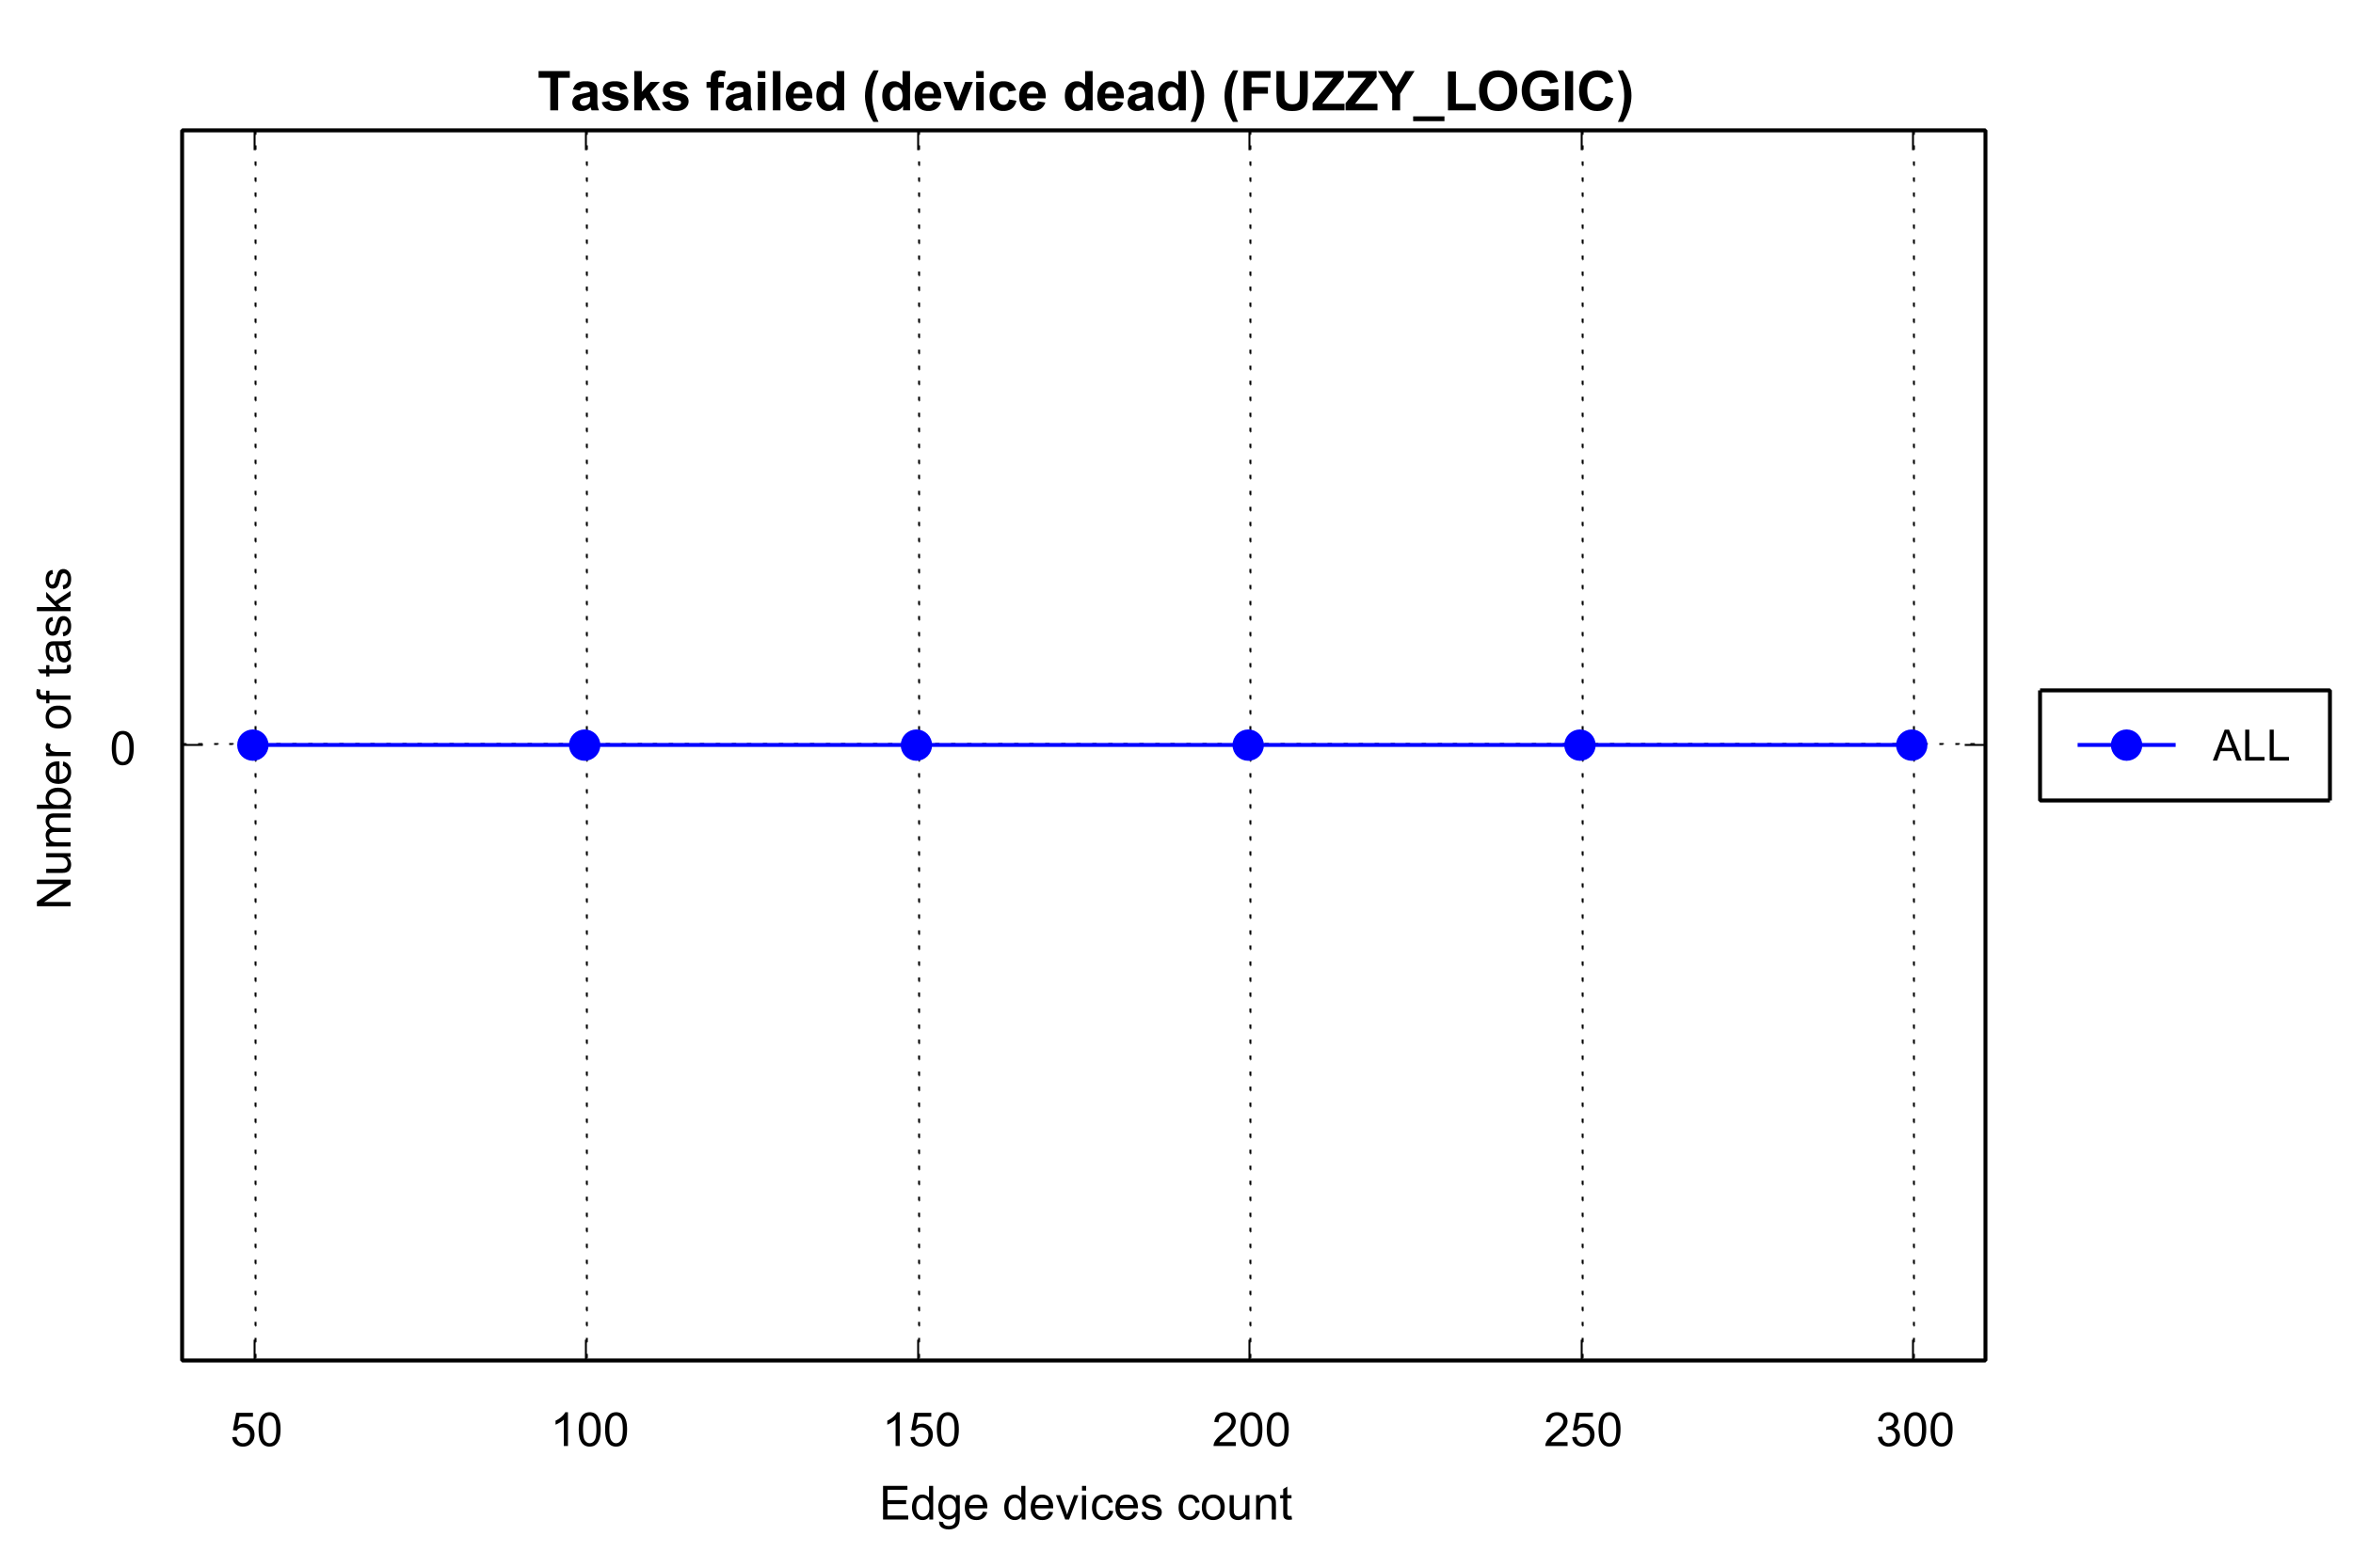 Tasks failed (device dead) (FUZZY_LOGIC)
Number of tasks
0
ALL
50 100 150 200 250 300
Edge devices count